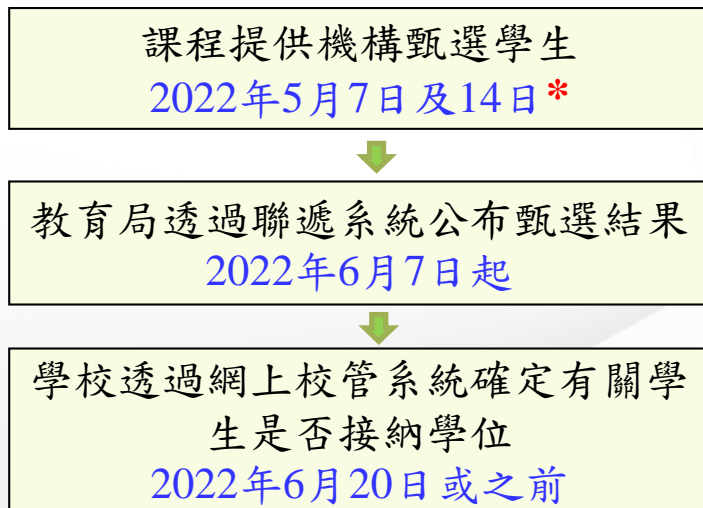 課程提供機構甄選學生
2022年5月7日及14日*
教育局透過聯遞系統公布甄選結果
2022年6月7日起
學校透過網上校管系統確定有關學
生是否接納學位
2022年6月20日或之前